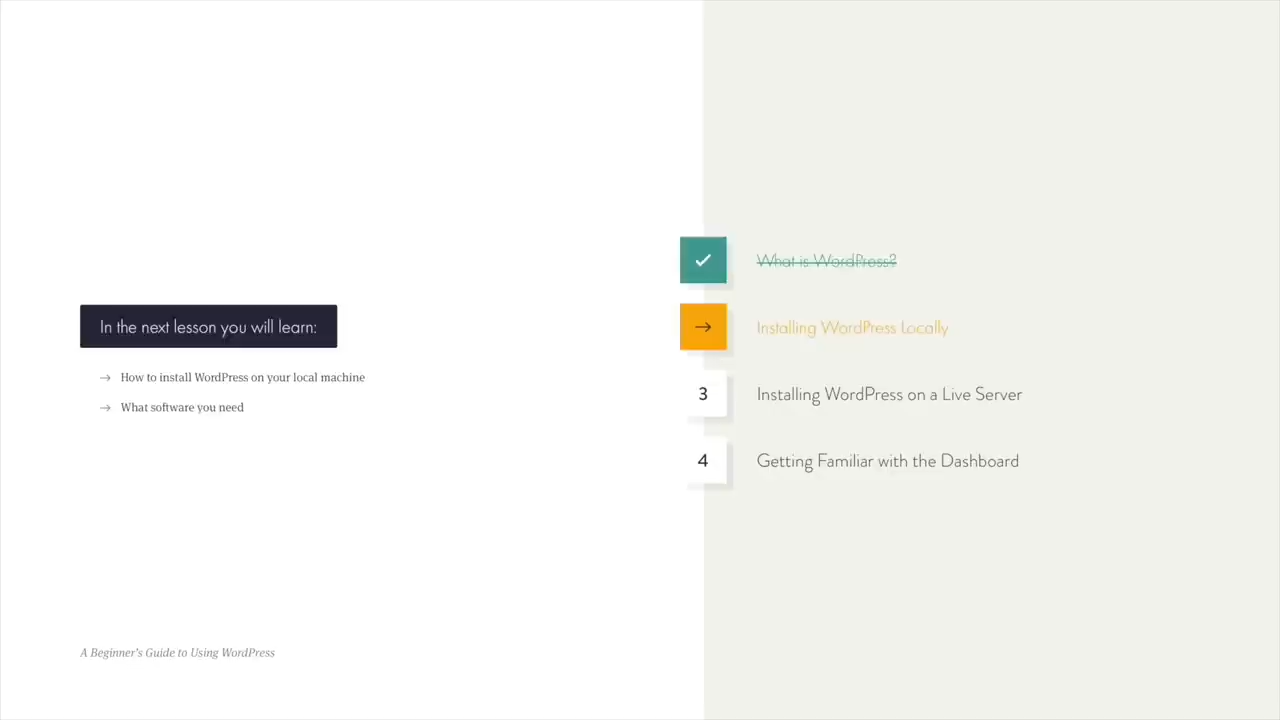 In the next lesson you will learn:
→ How to install WordPress on your local machine
→ What software you need
What is WordPress?
→ Installing WordPress Locally
3 Installing WordPress on a Live Server
4 Getting Familiar with the Dashboard
A Beginner's Guide to Using WordPress